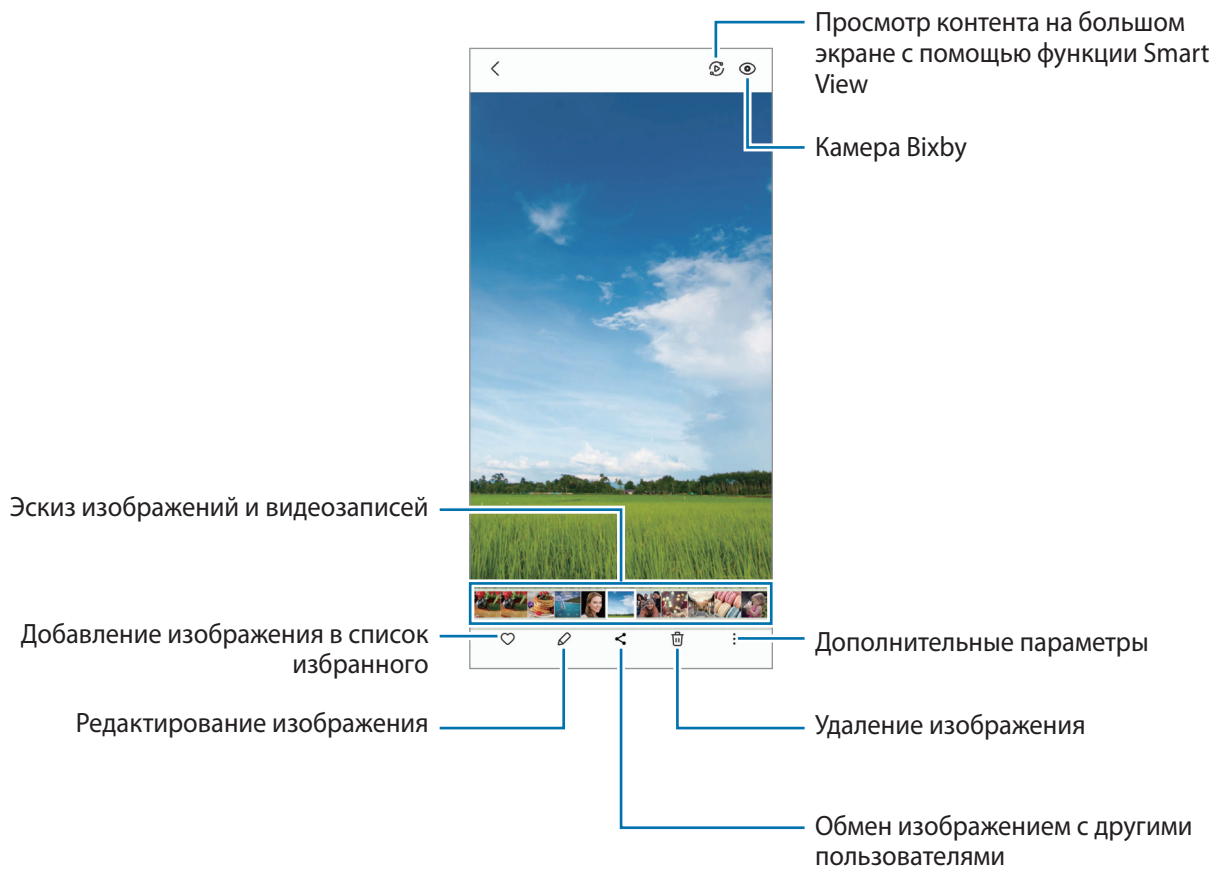 Просмотр контента на большом
экране с помощью функции Smart
View
Камера Bixby
Эскиз изображений и видеозаписей
Добавление изображения в список
избранного
Дополнительные параметры
Редактирование изображения
Удаление изображения
Обмен изображением с другими
пользователями